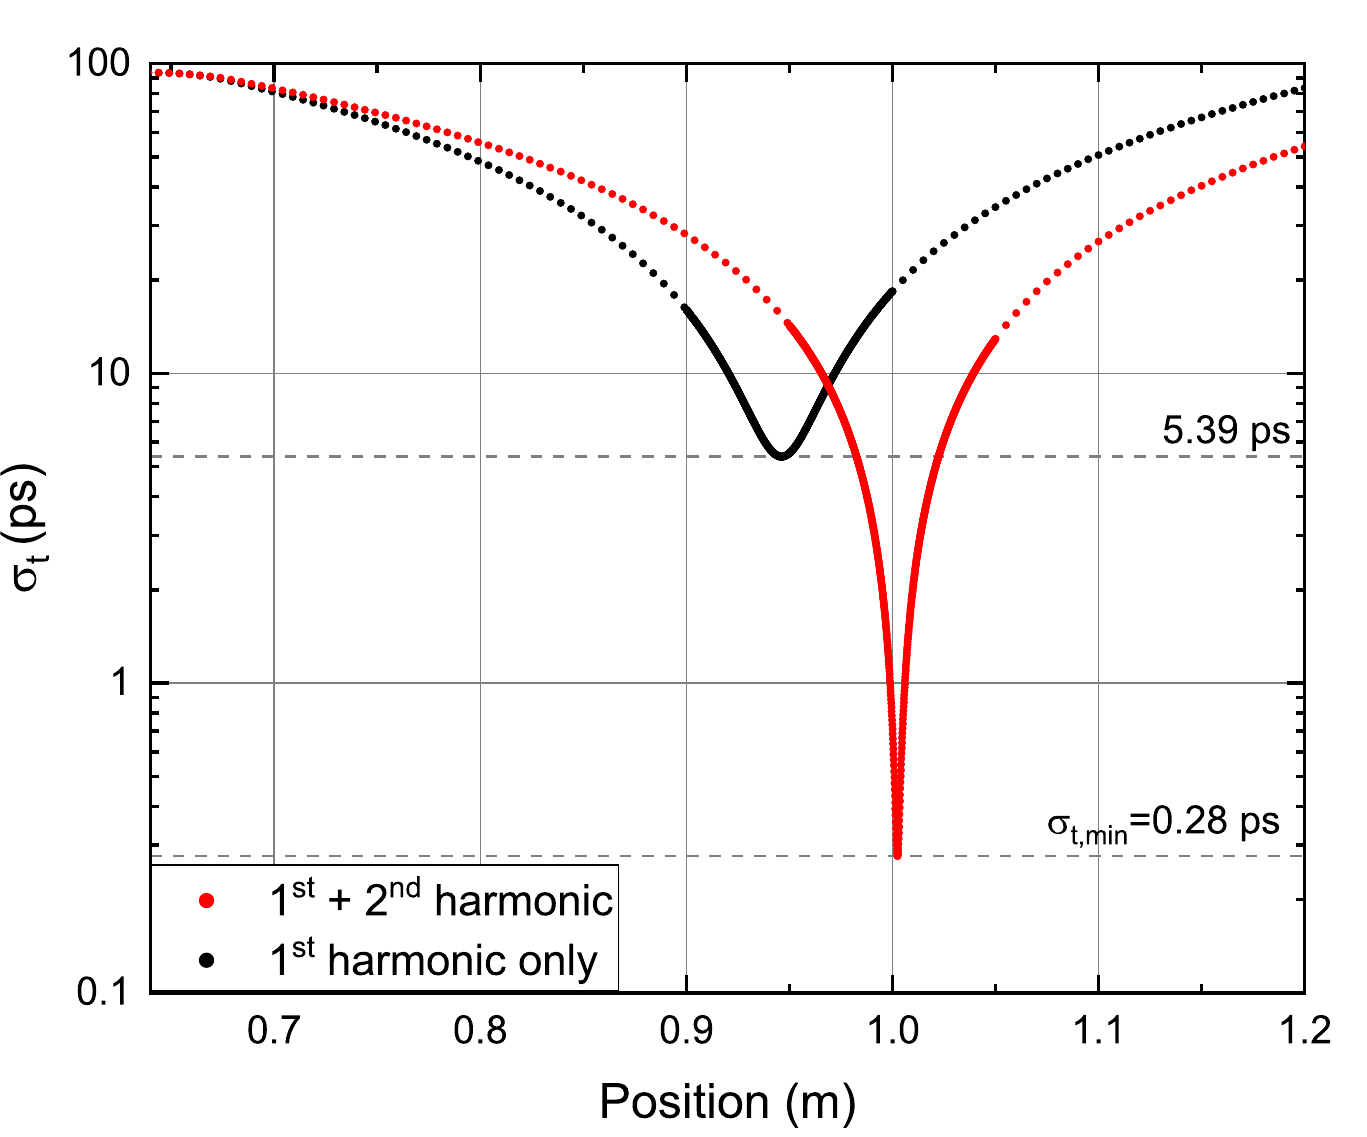 100
10
1
0.1
σt (ps)
5.39 ps
σt,min=0.28 ps
1st + 2nd harmonic
1st harmonic only
0.7 0.8 0.9 1.0 1.1 1.2
Position (m)